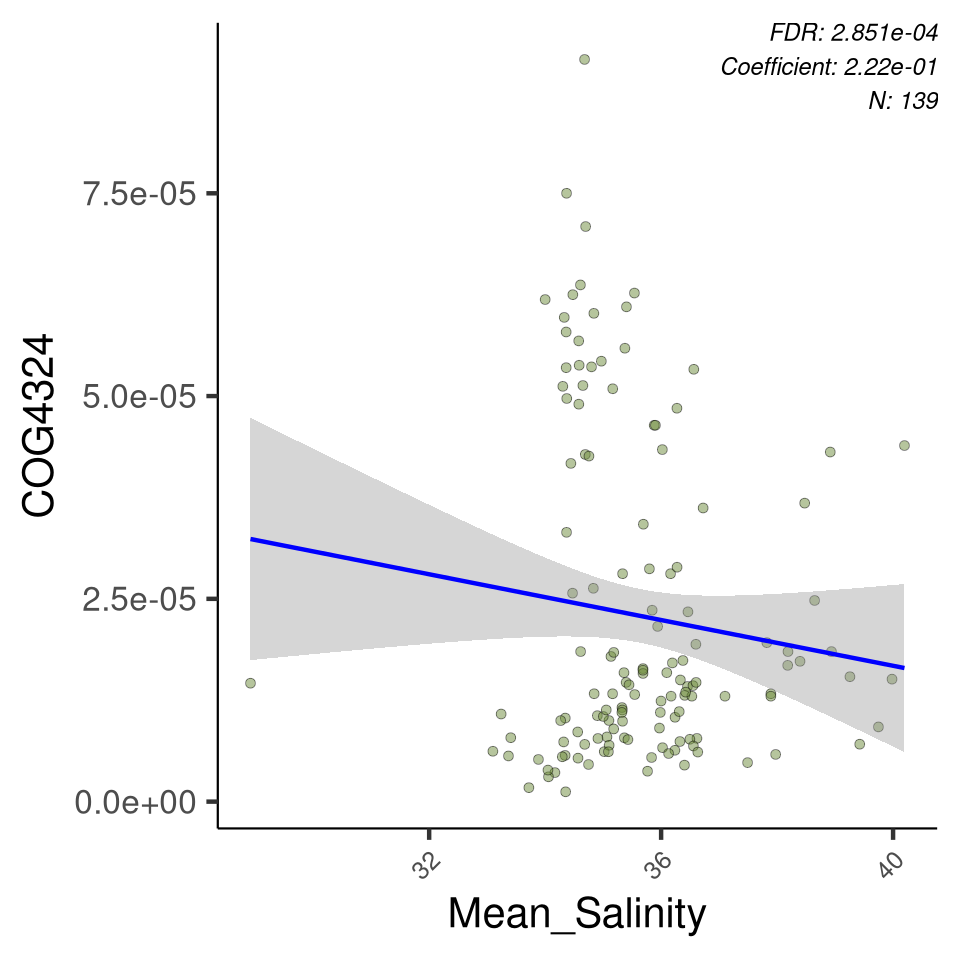 FDR: 2.851e-04
Coefficient: 2.22e-01
N: 139
COG4324
7.5e-05
5.0e-05
2.5e-05
0.0e+00
32
36
40
Mean_Salinity